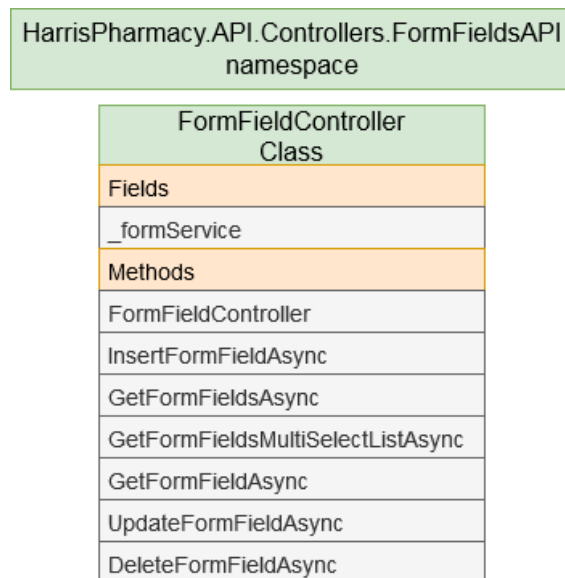 HarrisPharmacy.API.Controllers.FormFieldsAPI
namespace
FormFieldController
Class
Fields
_formService
Methods
FormFieldController
InsertFormFieldAsync
GetFormFieldsAsync
GetFormFieldsMultiSelectListAsync
GetFormFieldAsync
UpdateFormFieldAsync
DeleteFormFieldAsync